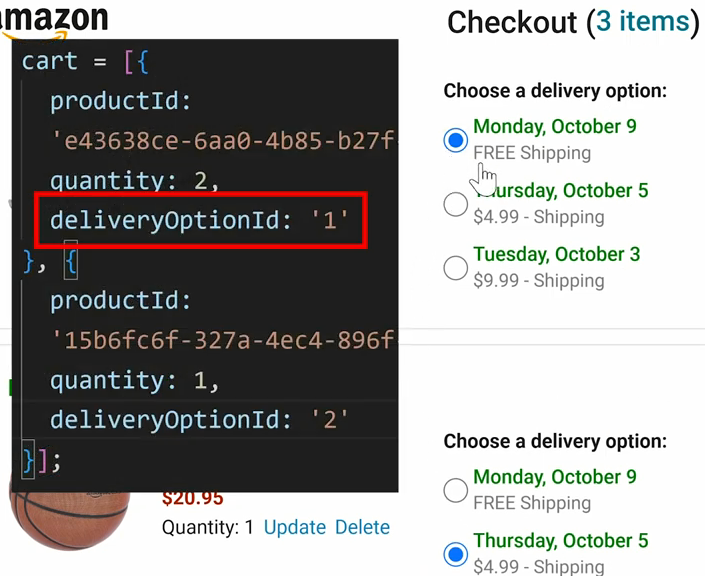 amazon
Checkout (3 items)
cart = [{
productId:
'e43638ce-6aa0-4b85-b27f
quantity: 2,
deliveryOptionId: '1'
}, {
productId:
'15b6fc6f-327a-4ec4-896f
quantity: 1,
deliveryOptionId: '2'
}];
$20.95
Quantity: 1 Update Delete
Choose a delivery option:
Monday, October 9
FREE Shipping
Thursday, October 5
$4.99 - Shipping
Tuesday, October 3
$9.99 - Shipping
Choose a delivery option:
Monday, October 9
FREE Shipping
Thursday, October 5
$4.99 - Shipping